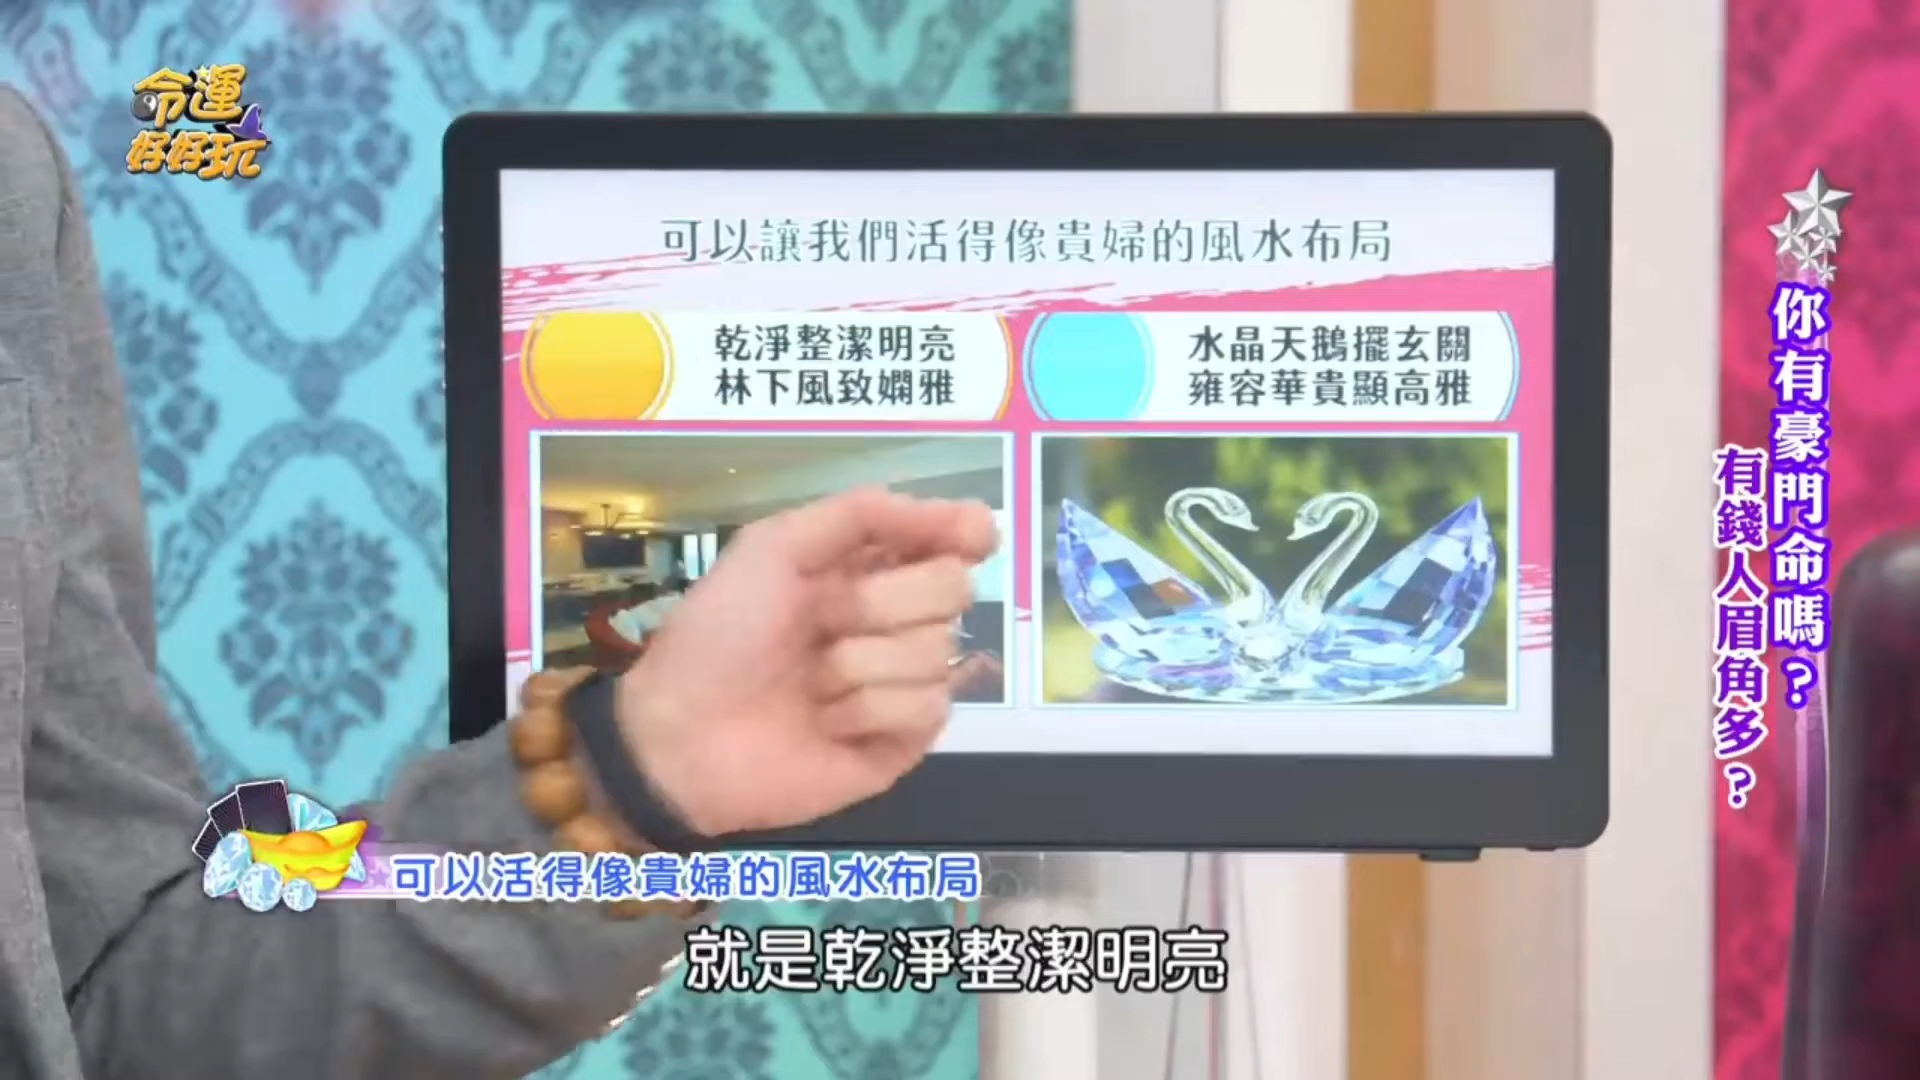 命運
好好玩
可以讓我們活得像貴婦的風水布局
乾淨整潔明亮
林下風致嫻雅
水晶天鵝擺玄關
雍容華貴顯高雅
你有豪門命嗎？
有錢人眉角多？
可以活得像貴婦的風水布局
就是乾淨整潔明亮